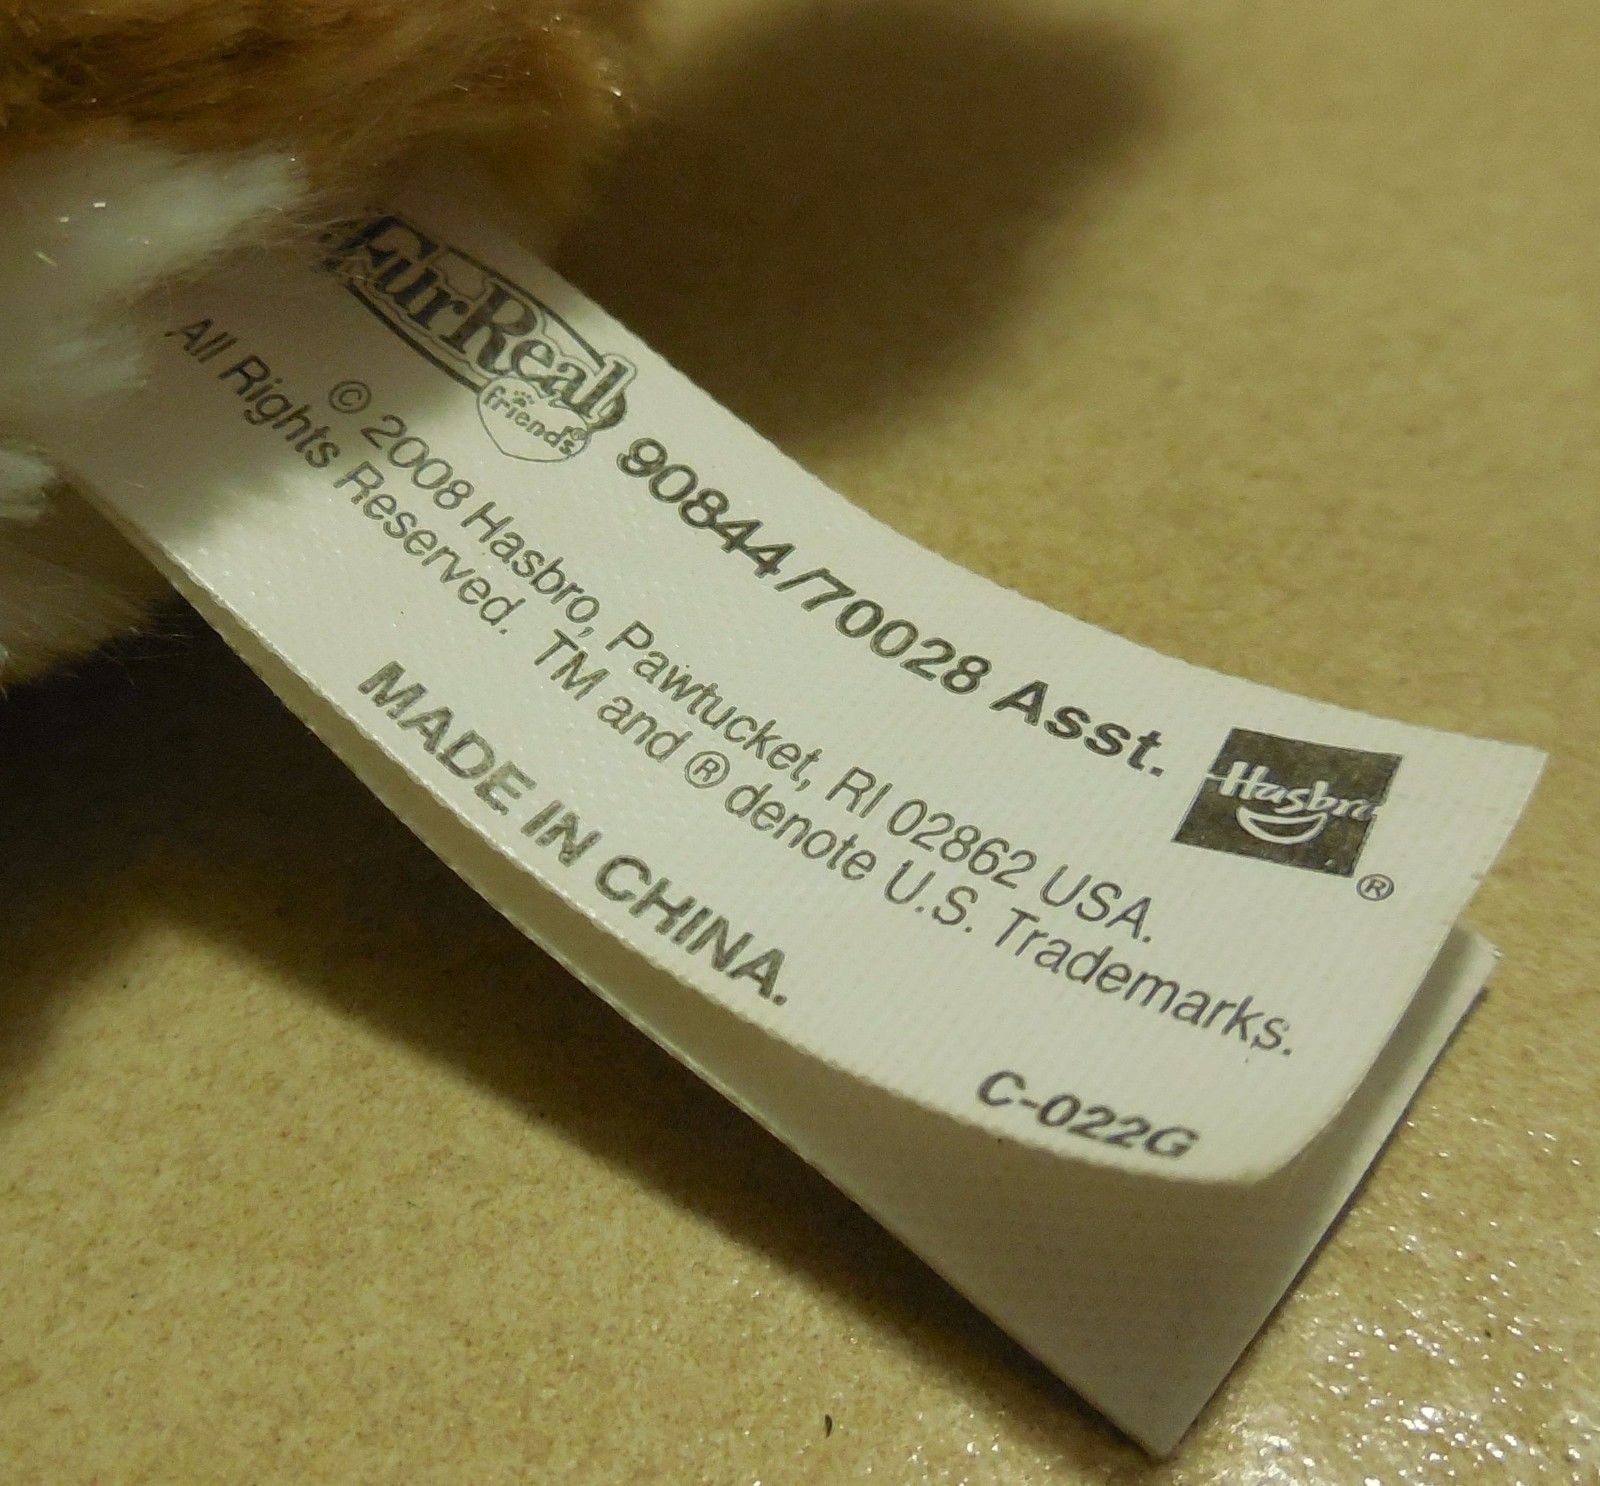 FurReal friends® 90844/70028 Asst. Hasbro ®
© 2008 Hasbro, Pawtucket, RI 02862 USA.
All Rights Reserved. TM and ® denote U.S. Trademarks.
MADE IN CHINA.
C-022G